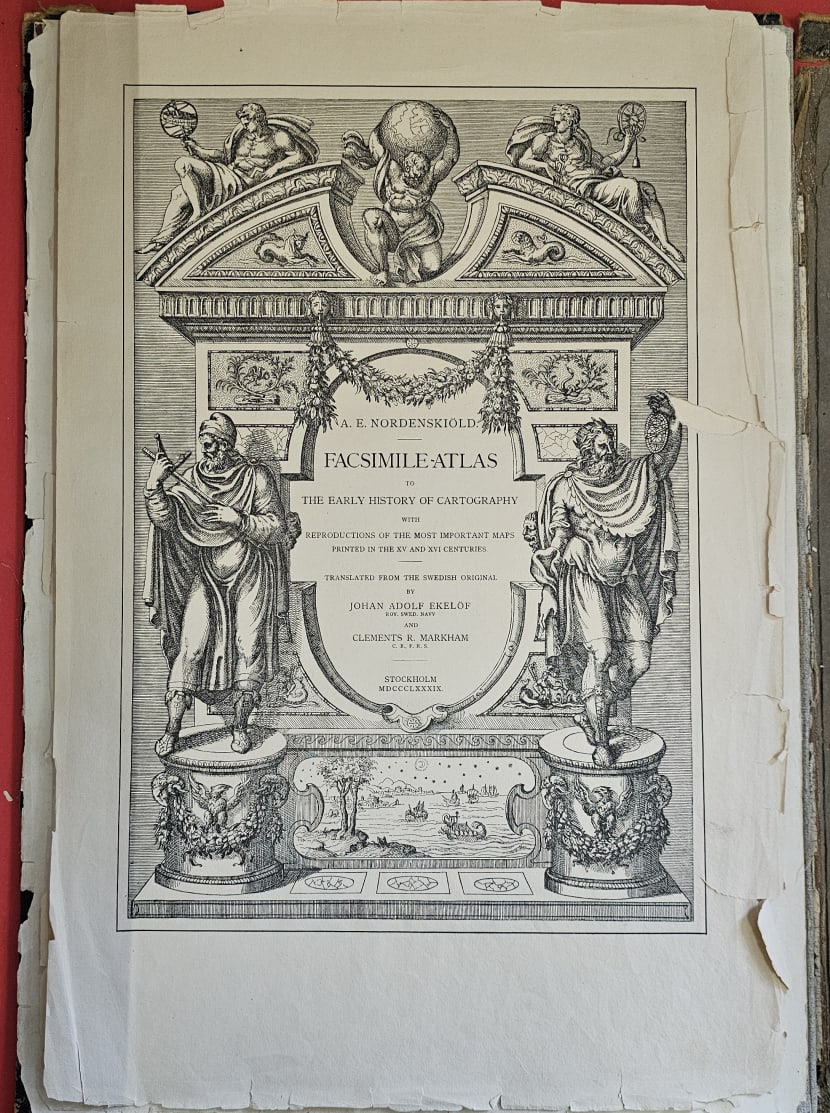 A. E. NORDENSKIÖLD.
FACSIMILE-ATLAS
TO
THE EARLY HISTORY OF CARTOGRAPHY
WITH
REPRODUCTIONS OF THE MOST IMPORTANT MAPS
PRINTED IN THE XV AND XVI CENTURIES
TRANSLATED FROM THE SWEDISH ORIGINAL
BY
JOHAN ADOLF EKELÖF
ROY. SWED. NAVY
AND
CLEMENTS R. MARKHAM
C. B., F. R. S.
STOCKHOLM
MDCCCLXXXIX.